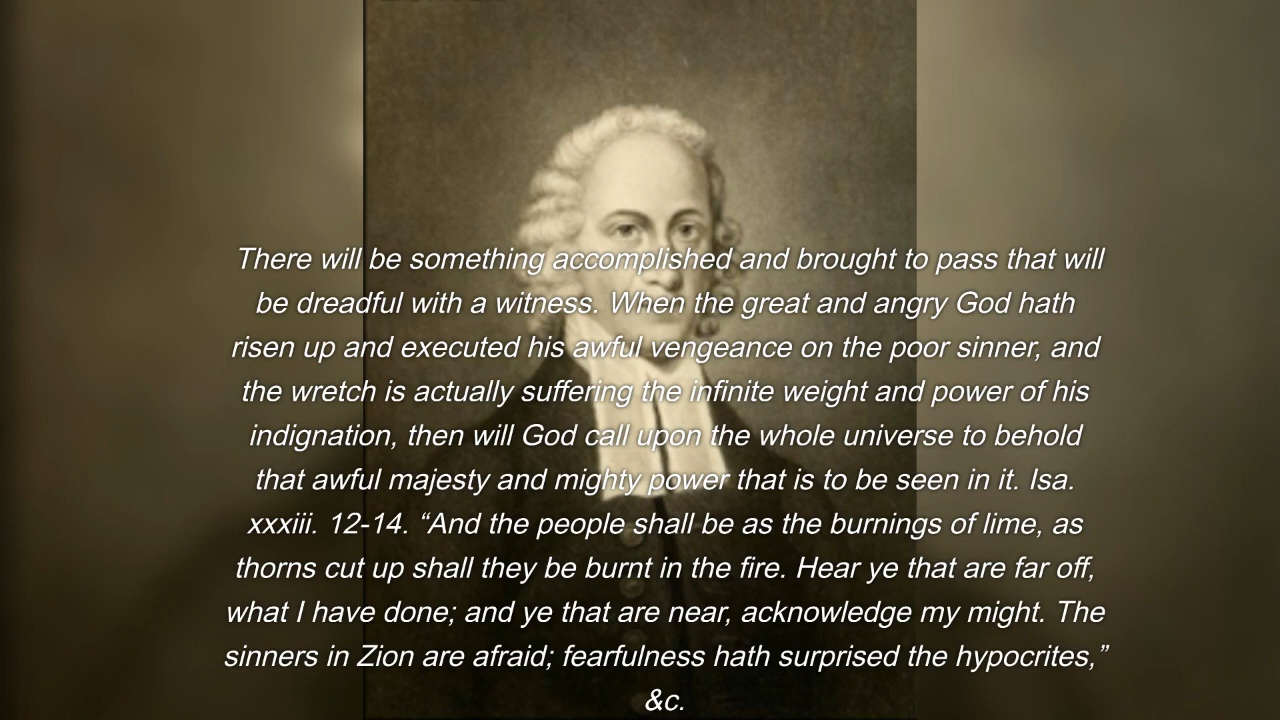 There will be something accomplished and brought to pass that will
be dreadful with a witness. When the great and angry God hath
risen up and executed his awful vengeance on the poor sinner, and
the wretch is actually suffering the infinite weight and power of his
indignation, then will God call upon the whole universe to behold
that awful majesty and mighty power that is to be seen in it. Isa.
xxxiii. 12-14. “And the people shall be as the burnings of lime, as
thorns cut up shall they be burnt in the fire. Hear ye that are far off,
what I have done; and ye that are near, acknowledge my might. The
sinners in Zion are afraid; fearfulness hath surprised the hypocrites,”
&c.